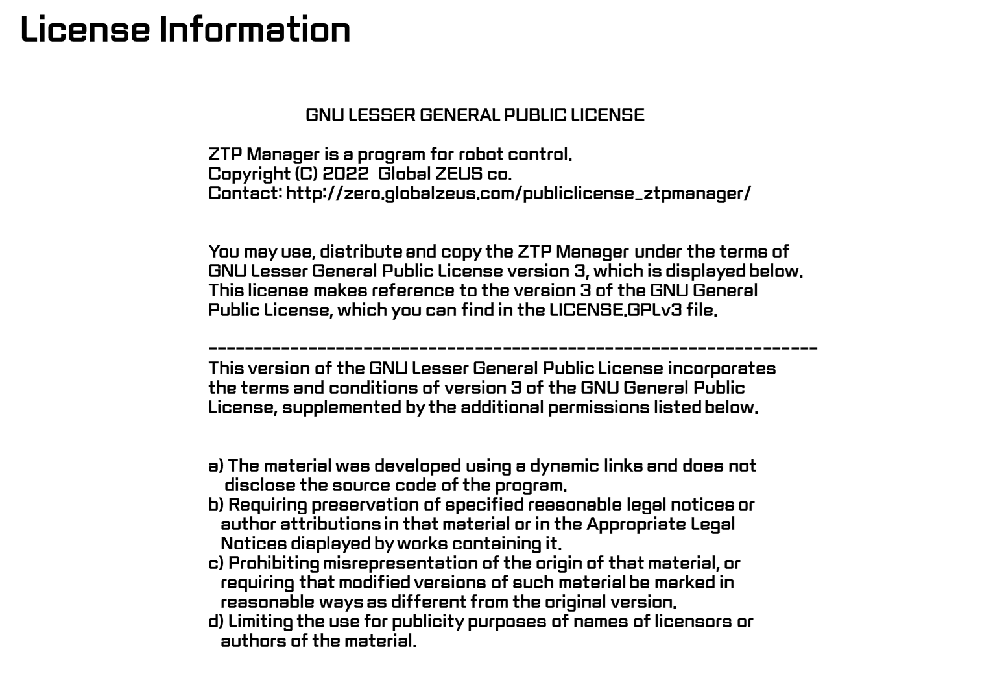 License Information
GNU LESSER GENERAL PUBLIC LICENSE
ZTP Manager is a program for robot control.
Copyright (C) 2022 Global ZEUS co.
Contact: http://zero.globalzeus.com/publiclicense_ztpmanager/
You may use, distribute and copy the ZTP Manager under the terms of
GNU Lesser General Public License version 3, which is displayed below.
This license makes reference to the version 3 of the GNU General
Public License, which you can find in the LICENSE.GPLv3 file.
-------------------------------------------------------------------
This version of the GNU Lesser General Public License incorporates
the terms and conditions of version 3 of the GNU General Public
License, supplemented by the additional permissions listed below.
a) The material was developed using a dynamic links and does not
disclose the source code of the program.
b) Requiring preservation of specified reasonable legal notices or
author attributions in that material or in the Appropriate Legal
Notices displayed by works containing it.
c) Prohibiting misrepresentation of the origin of that material, or
requiring that modified versions of such material be marked in
reasonable ways as different from the original version.
d) Limiting the use for publicity purposes of names of licensors or
authors of the material.